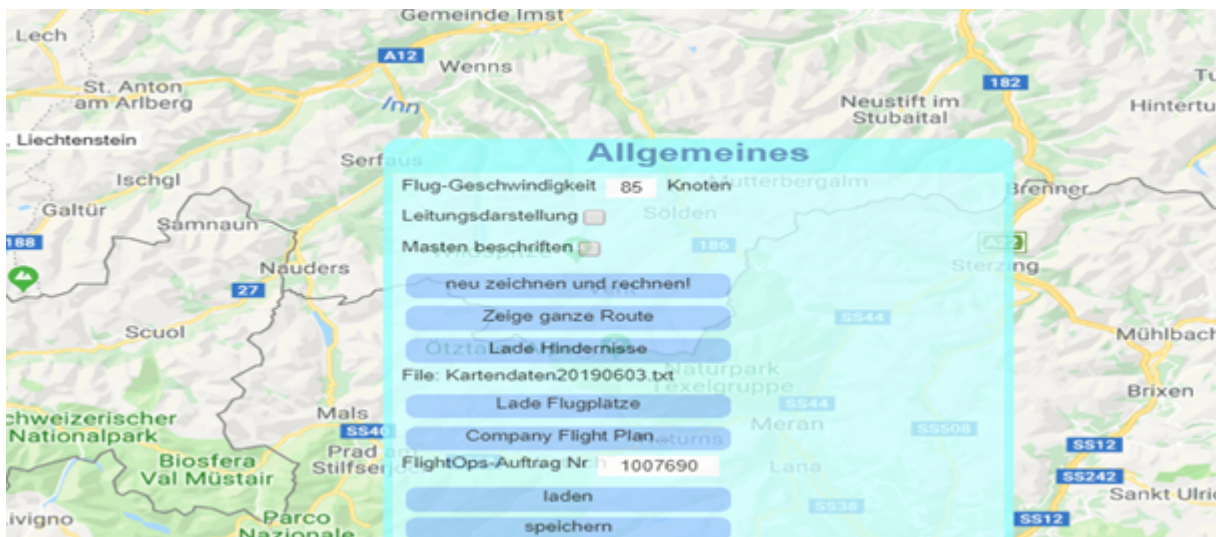 Gemeinde Imst
Lech
A12
Wenns
St. Anton
am Arlberg
Inn
182
Neustift im
Stubaital
Hintertu
, Liechtenstein
Serfaus
Allgemeines
Ischgl
Flug-Geschwindigkeit 85 Knoten
Mutterbergalm
Brenner
Galtür
Samnaun
Leitungsdarstellung
Sölden
188
Masten beschriften
186
A22
Nauders
Sterzing
27
neu zeichnen und rechnen!
Zeige ganze Route
SS44
Scuol
Mühlbach
Lade Hindernisse
File: Kartendaten20190603.txt
Naturpark
Texelgruppe
Brixen
Lade Flugplätze
SS44
chweizerischer
Nationalpark
Mals
SS40
Meran
SS508
Company Flight Plan...
SS12
Prad am
Stilfserjoch
Biosfera
Val Müstair
FlightOps-Auftrag Nr. 1007690
Lana
SS242
Sankt Ulric
laden
SS38
ivigno
Parco
Nazionale
SS12
speichern